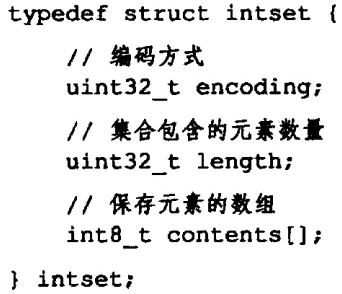 typedef struct intset {
// 编码方式
uint32_t encoding;
// 集合包含的元素数量
uint32_t length;
// 保存元素的数组
int8_t contents[];
} intset;